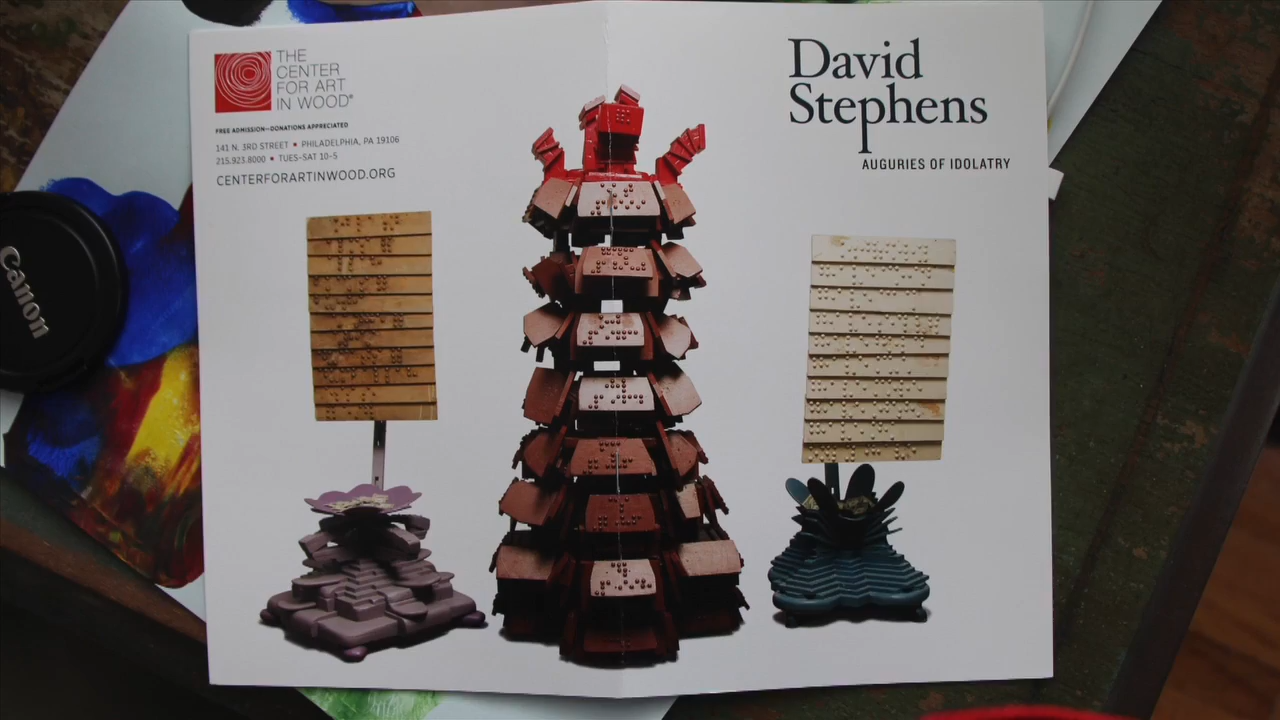 THE
CENTER
FOR ART
IN WOOD®
FREE ADMISSION—DONATIONS APPRECIATED
141 N. 3RD STREET ▪ PHILADELPHIA, PA 19106
215.923.8000 ▪ TUES–SAT 10–5
CENTERFORARTINWOOD.ORG
David
Stephens
AUGURIES OF IDOLATRY
Canon